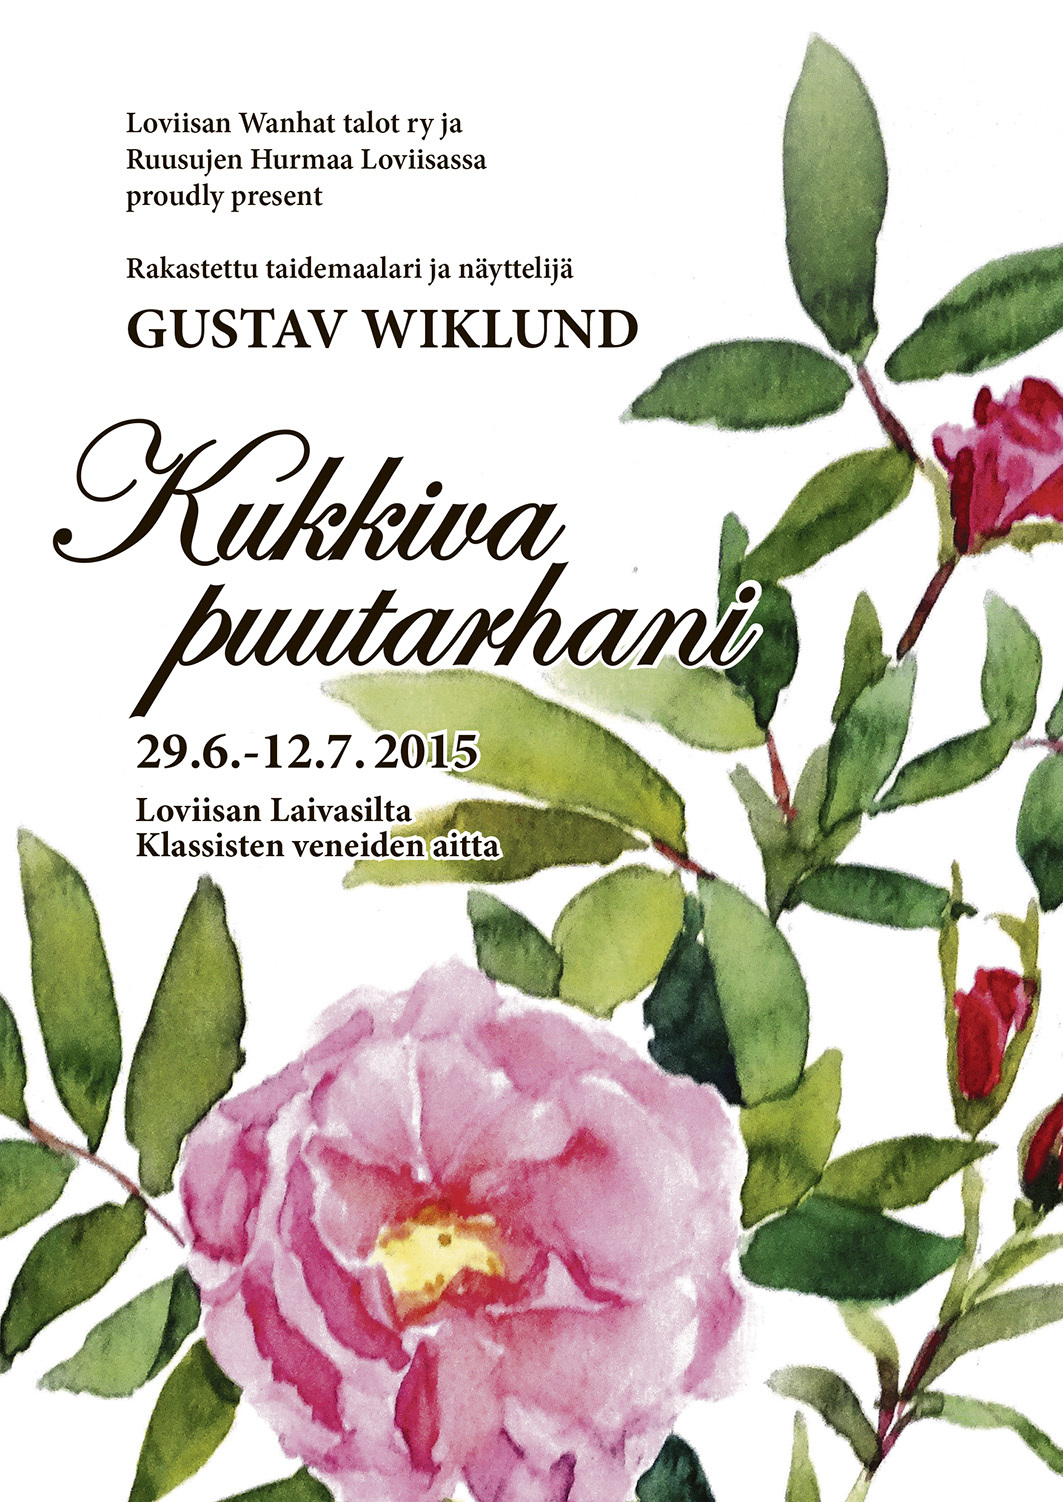 Loviisan Wanhat talot ry ja
Ruusujen Hurmaa Loviisassa
proudly present
Rakastettu taidemaalari ja näyttelijä
GUSTAV WIKLUND
Kukkiva
puutarhani
29.6.-12.7. 2015
Loviisan Laivasilta
Klassisten veneiden aitta